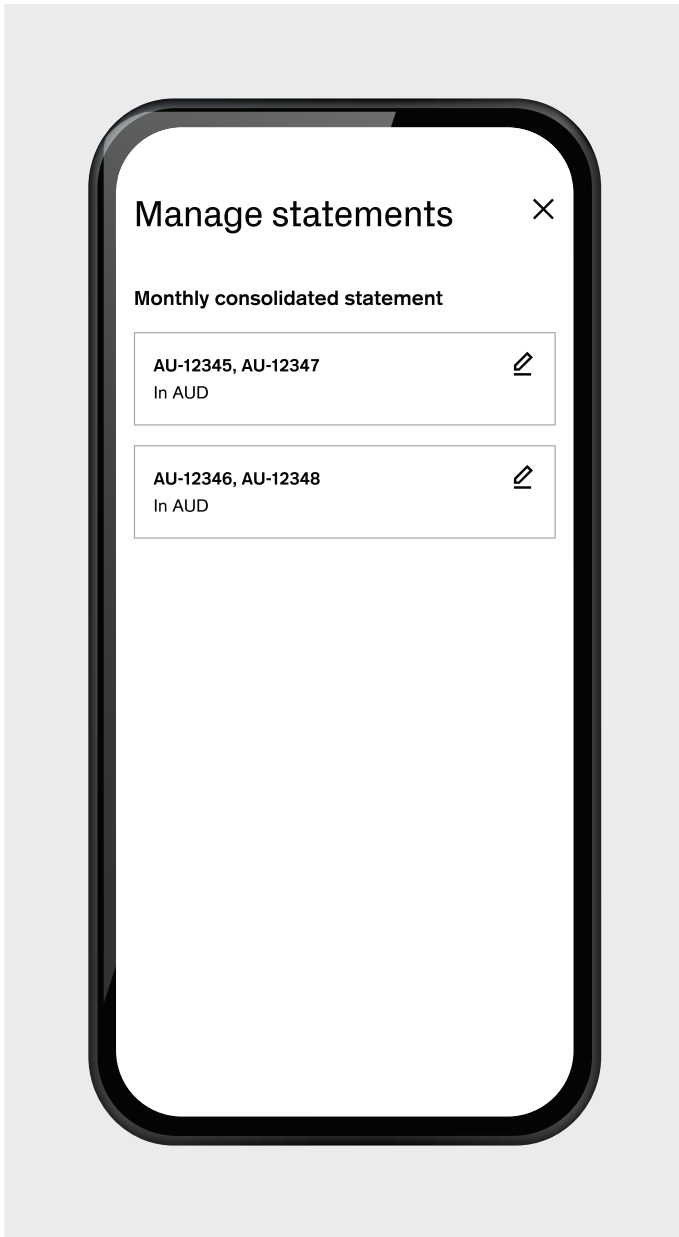 Manage statements
Monthly consolidated statement
AU-12345, AU-12347
In AUD
AU-12346, AU-12348
In AUD